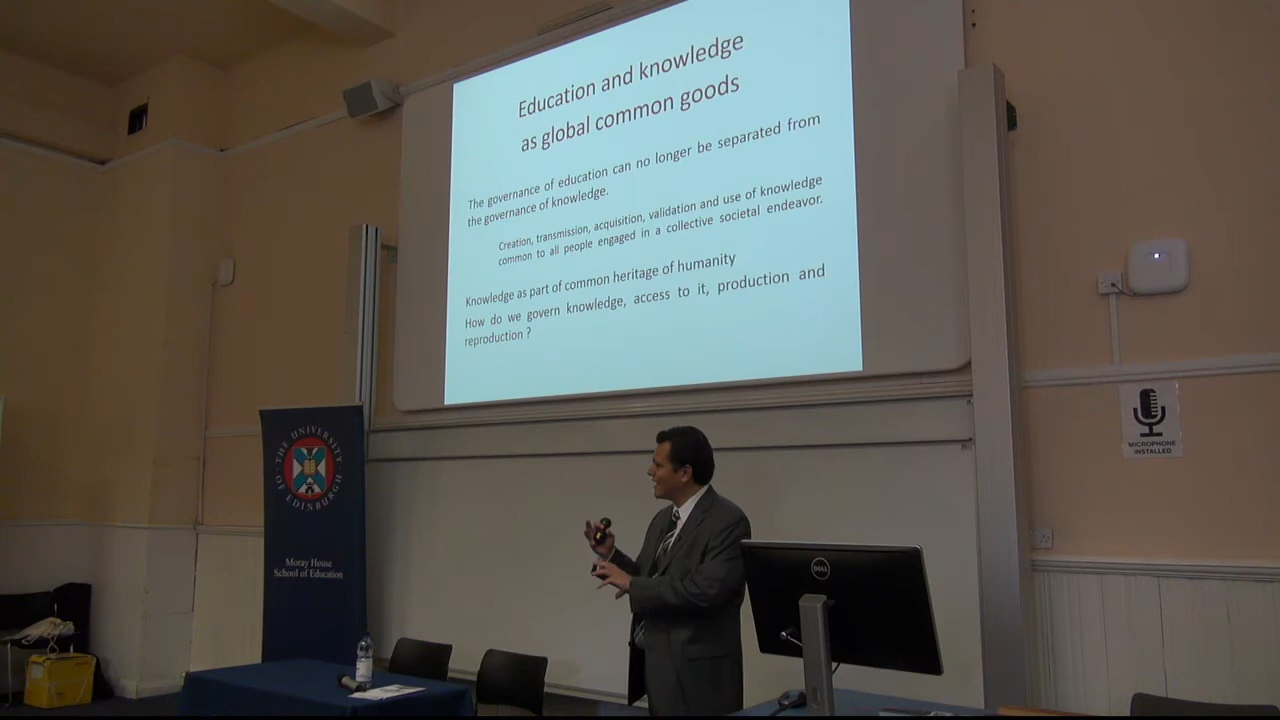 Education and knowledge
as global common goods
The governance of education can no longer be separated from
the governance of knowledge.
Creation, transmission, acquisition, validation and use of knowledge
common to all people engaged in a collective societal endeavor.
Knowledge as part of common heritage of humanity
How do we govern knowledge, access to it, production and
reproduction ?
THE UNIVERSITY
OF EDINBURGH
Moray House
School of Education
DELL
MICROPHONE
INSTALLED